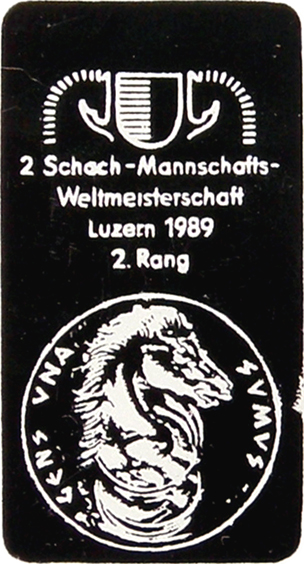 2 Schach-Mannschafts-
Weltmeisterschaft
Luzern 1989
2. Rang
GENS VNA SVMVS -